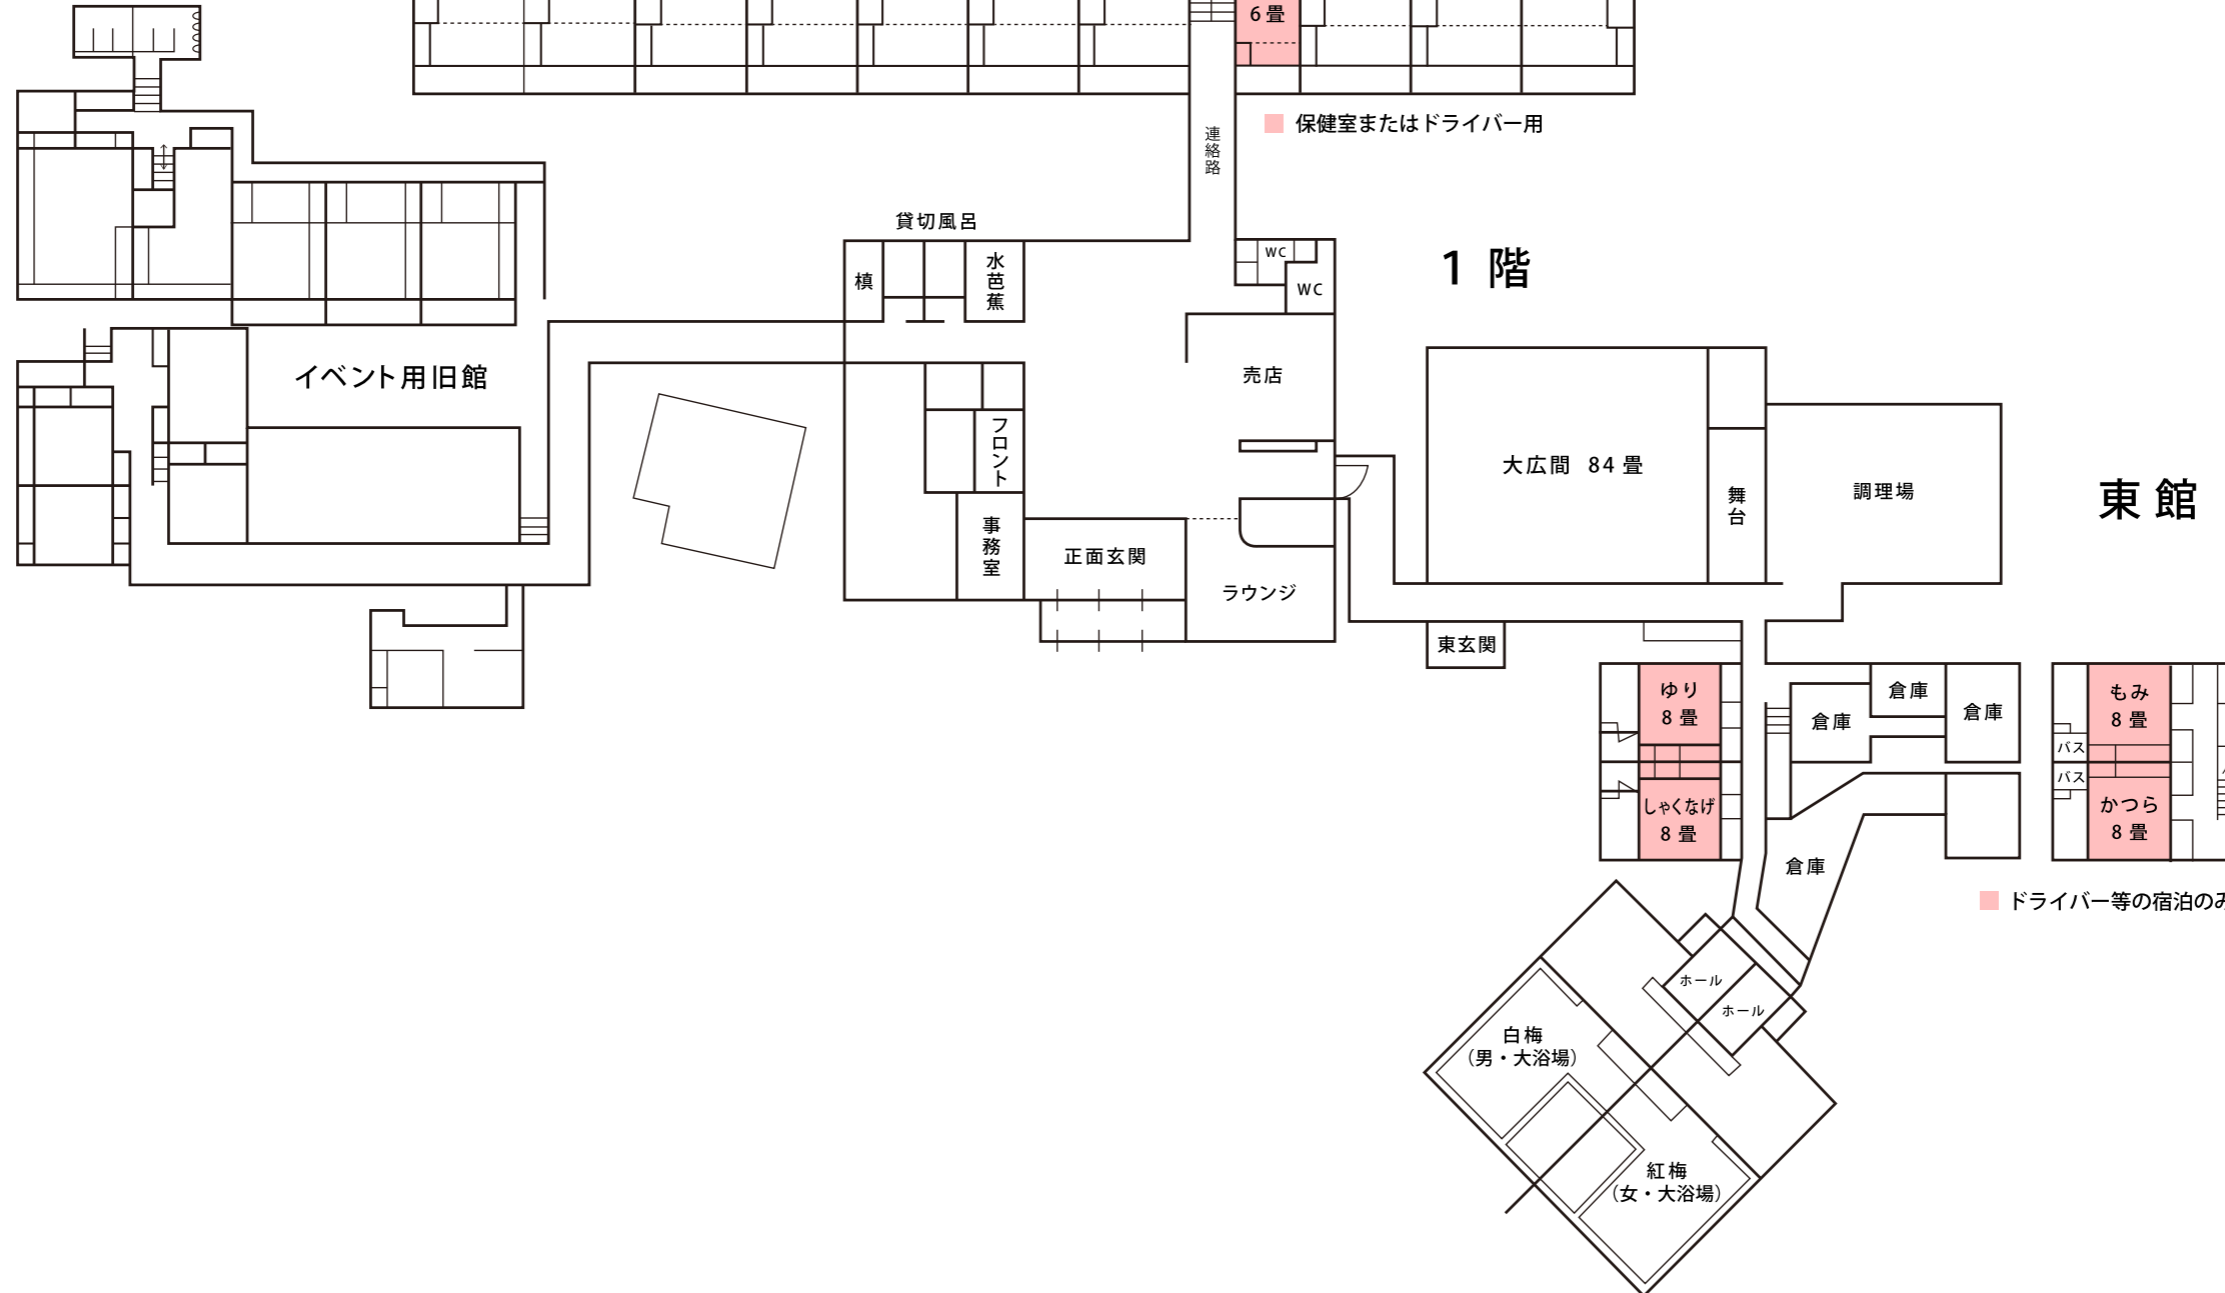 6 畳
保健室またはドライバー用
連絡路
貸切風呂
槙
水芭蕉
WC
WC
1 階
売店
イベント用旧館
フロント
事務室
正面玄関
ラウンジ
大広間 84 畳
舞台
調理場
東 館
東玄関
ゆり
8 畳
しゃくなげ
8 畳
倉庫
倉庫
倉庫
倉庫
もみ
8 畳
バス
バス
かつら
8 畳
ドライバー等の宿泊のみ
ホール
ホール
白梅
（男・大浴場）
紅梅
（女・大浴場）